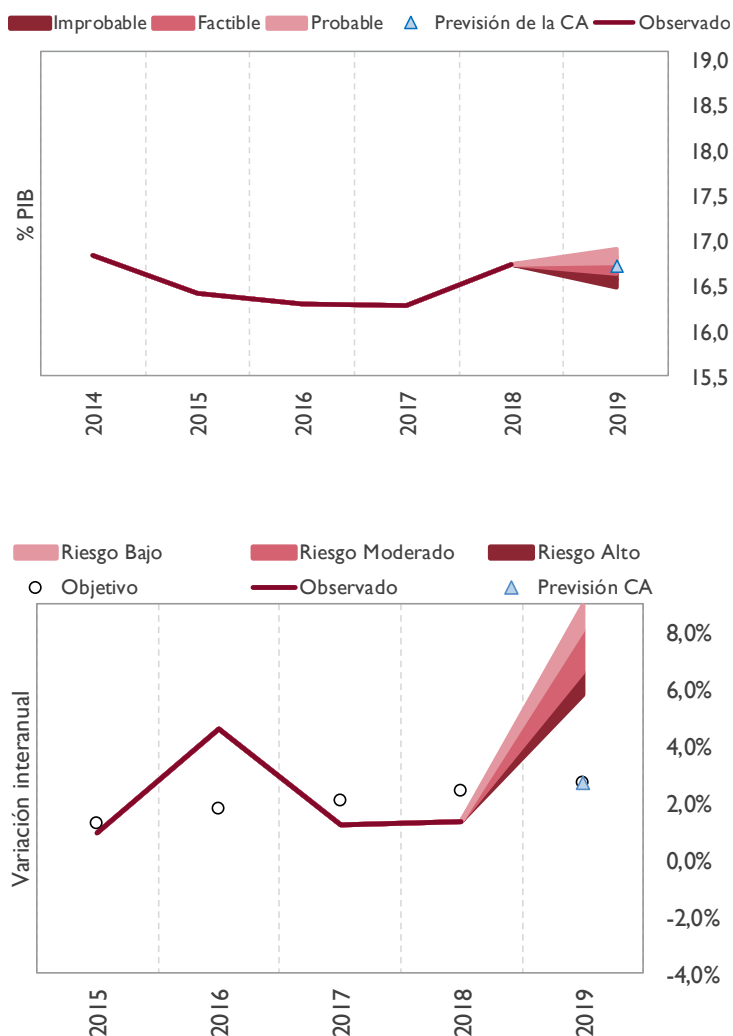 Improbable Factible Probable Previsión de la CA Observado
19,0
18,5
18,0
17,5
17,0
16,5
16,0
15,5
% PIB
2014 2015 2016 2017 2018 2019
Riesgo Bajo Riesgo Moderado Riesgo Alto
Objetivo Observado Previsión CA
8,0%
6,0%
4,0%
2,0%
0,0%
-2,0%
-4,0%
Variación interanual
2015 2016 2017 2018 2019